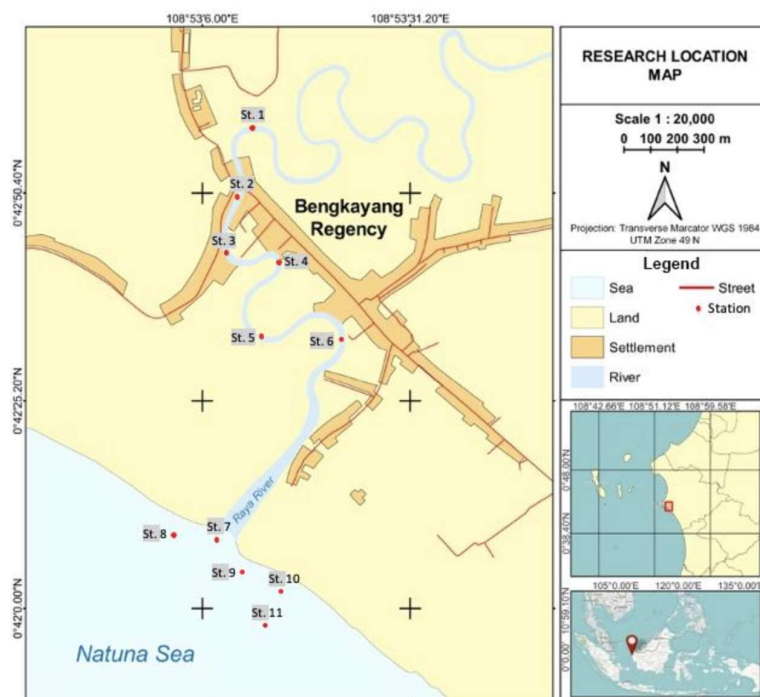 108°53'6.00"E 108°53'31.20"E
0°42'50.40"N
0°42'25.20"N
0°42'0.00"N
St. 1
St. 2
St. 3
St. 4
St. 5
St. 6
St. 7
St. 8
St. 9
St. 10
St. 11
Bengkayang
Regency
Raya River
Natuna Sea
RESEARCH LOCATION
MAP
Scale 1 : 20,000
0 100 200 300 m
N
Projection: Transverse Marcator WGS 1984
UTM Zone 49 N
Legend
Sea
Land
Settlement
River
Street
Station
108°42.66'E 108°51.12'E 108°59.58'E
0°48.00'N
0°38.40'N
105°0.00'E 120°0.00'E 135°0.00'E
10°59.10'N
0°0.00'